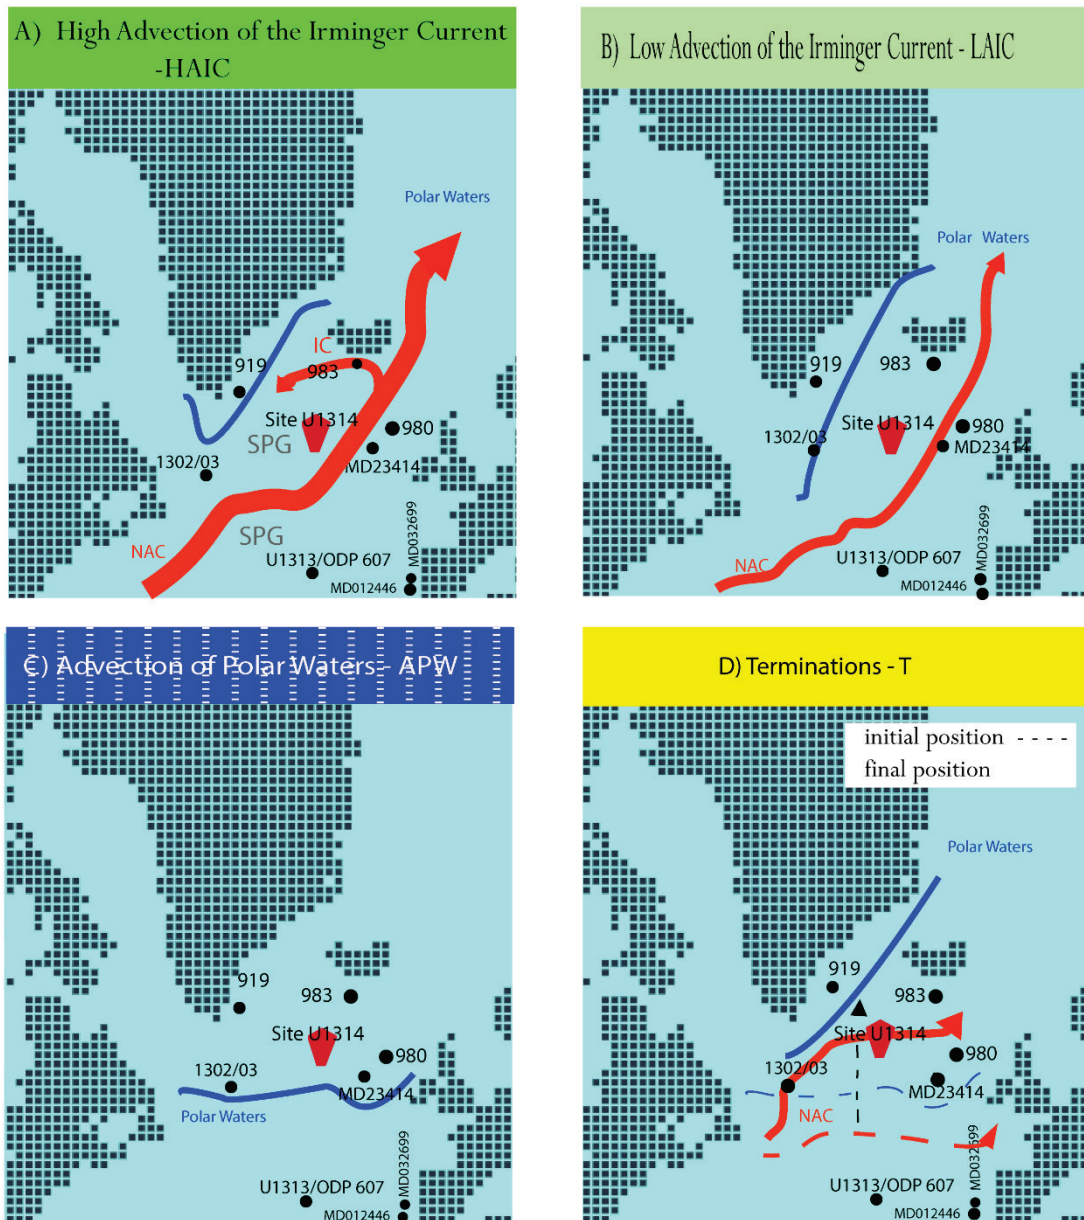 A) High Advection of the Irminger Current
-HAIC
Polar Waters
IC
919
983
Site U1314
980
SPG
1302/03
MD23414
SPG
NAC
U1313/ODP 607
MD032699
MD012446
B) Low Advection of the Irminger Current - LAIC
Polar Waters
919
983
Site U1314
1302/03
980
MD23414
NAC
U1313/ODP 607
MD032699
MD012446
C) Advection of Polar Waters - APW
919
983
Site U1314
980
1302/03
MD23414
Polar Waters
U1313/ODP 607
MD032699
MD012446
D) Terminations - T
initial position - - - -
final position
Polar Waters
919
983
Site U1314
980
1302/03
MD23414
NAC
U1313/ODP 607
MD032699
MD012446